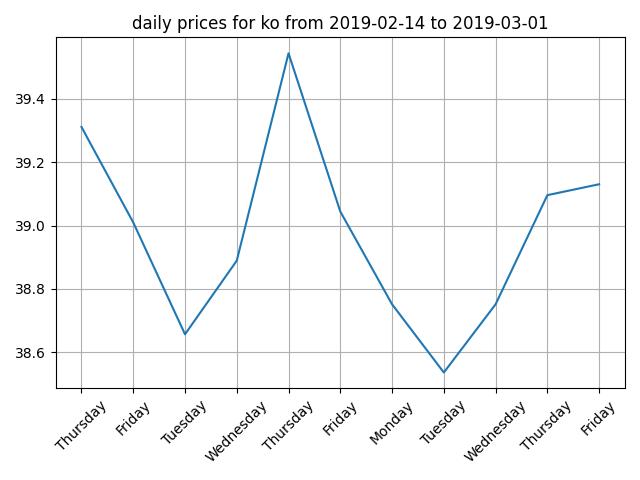 daily prices for ko from 2019-02-14 to 2019-03-01
39.4
39.2
39.0
38.8
38.6
Thursday
Friday
Tuesday
Wednesday
Thursday
Friday
Monday
Tuesday
Wednesday
Thursday
Friday